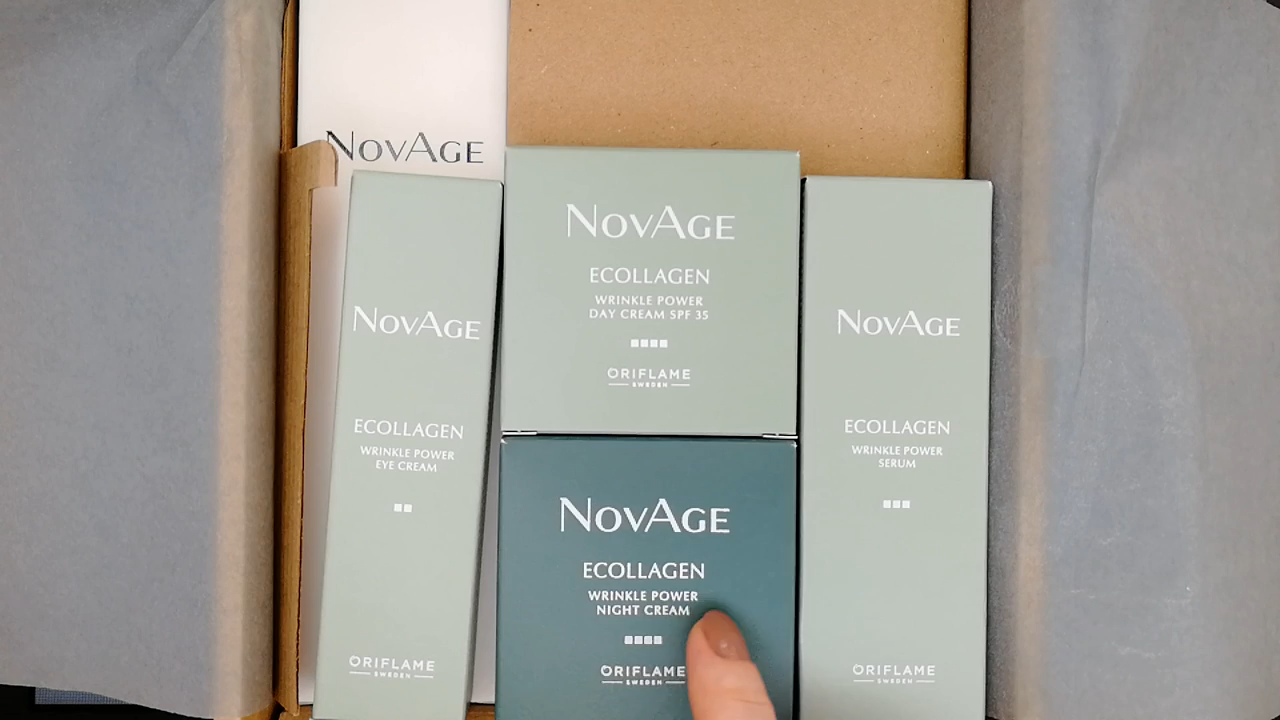 NOVAGE
NOVAGE
ECOLLAGEN
WRINKLE POWER
EYE CREAM
ORIFLAME
SWEDEN
NOVAGE
ECOLLAGEN
WRINKLE POWER
DAY CREAM SPF 35
ORIFLAME
SWEDEN
NOVAGE
ECOLLAGEN
WRINKLE POWER
NIGHT CREAM
ORIFLAME
SWEDEN
NOVAGE
ECOLLAGEN
WRINKLE POWER
SERUM
ORIFLAME
SWEDEN